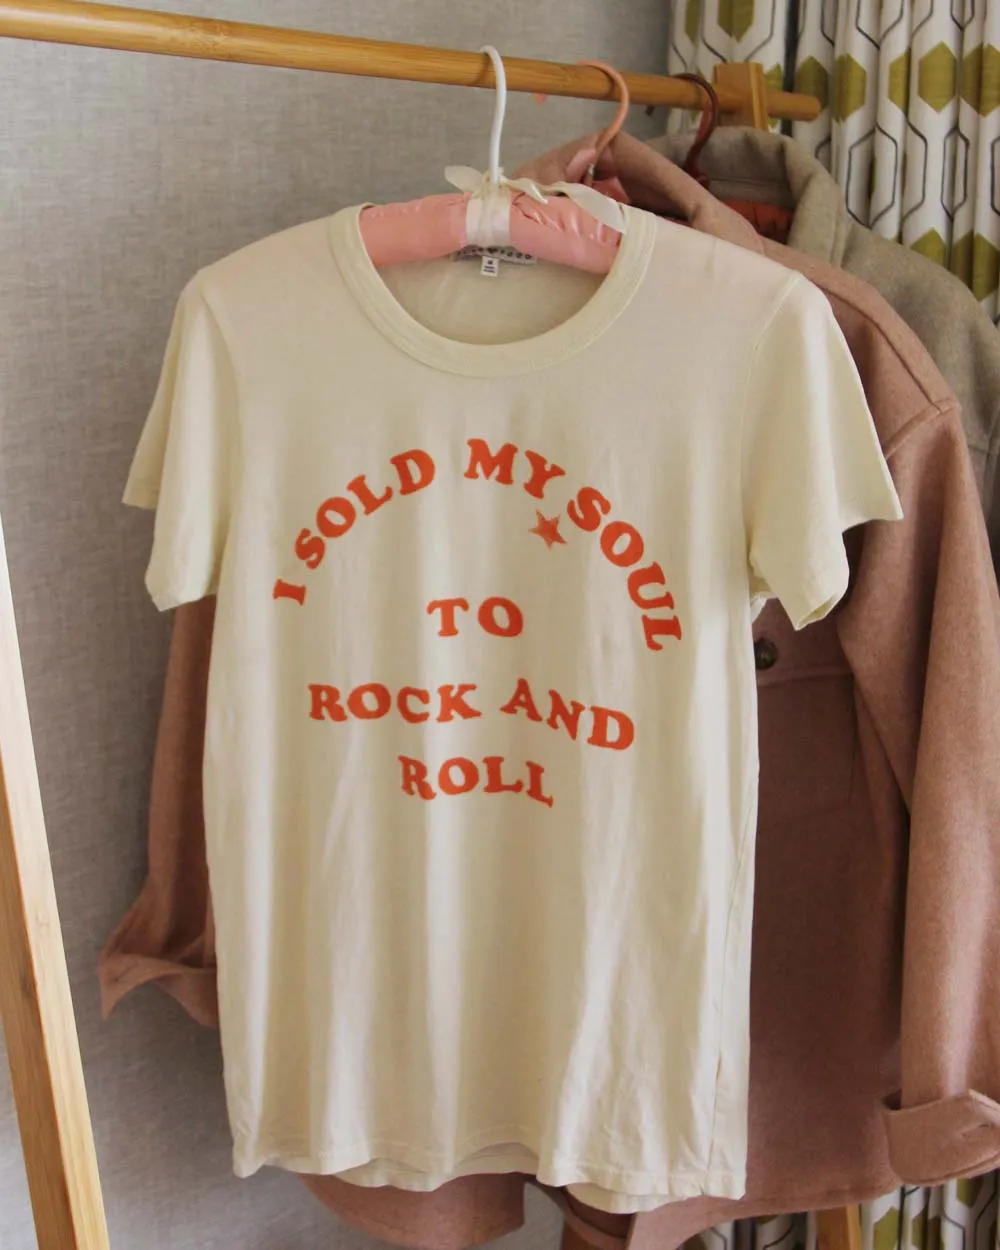 I SOLD MY SOUL
TO
ROCK AND
ROLL